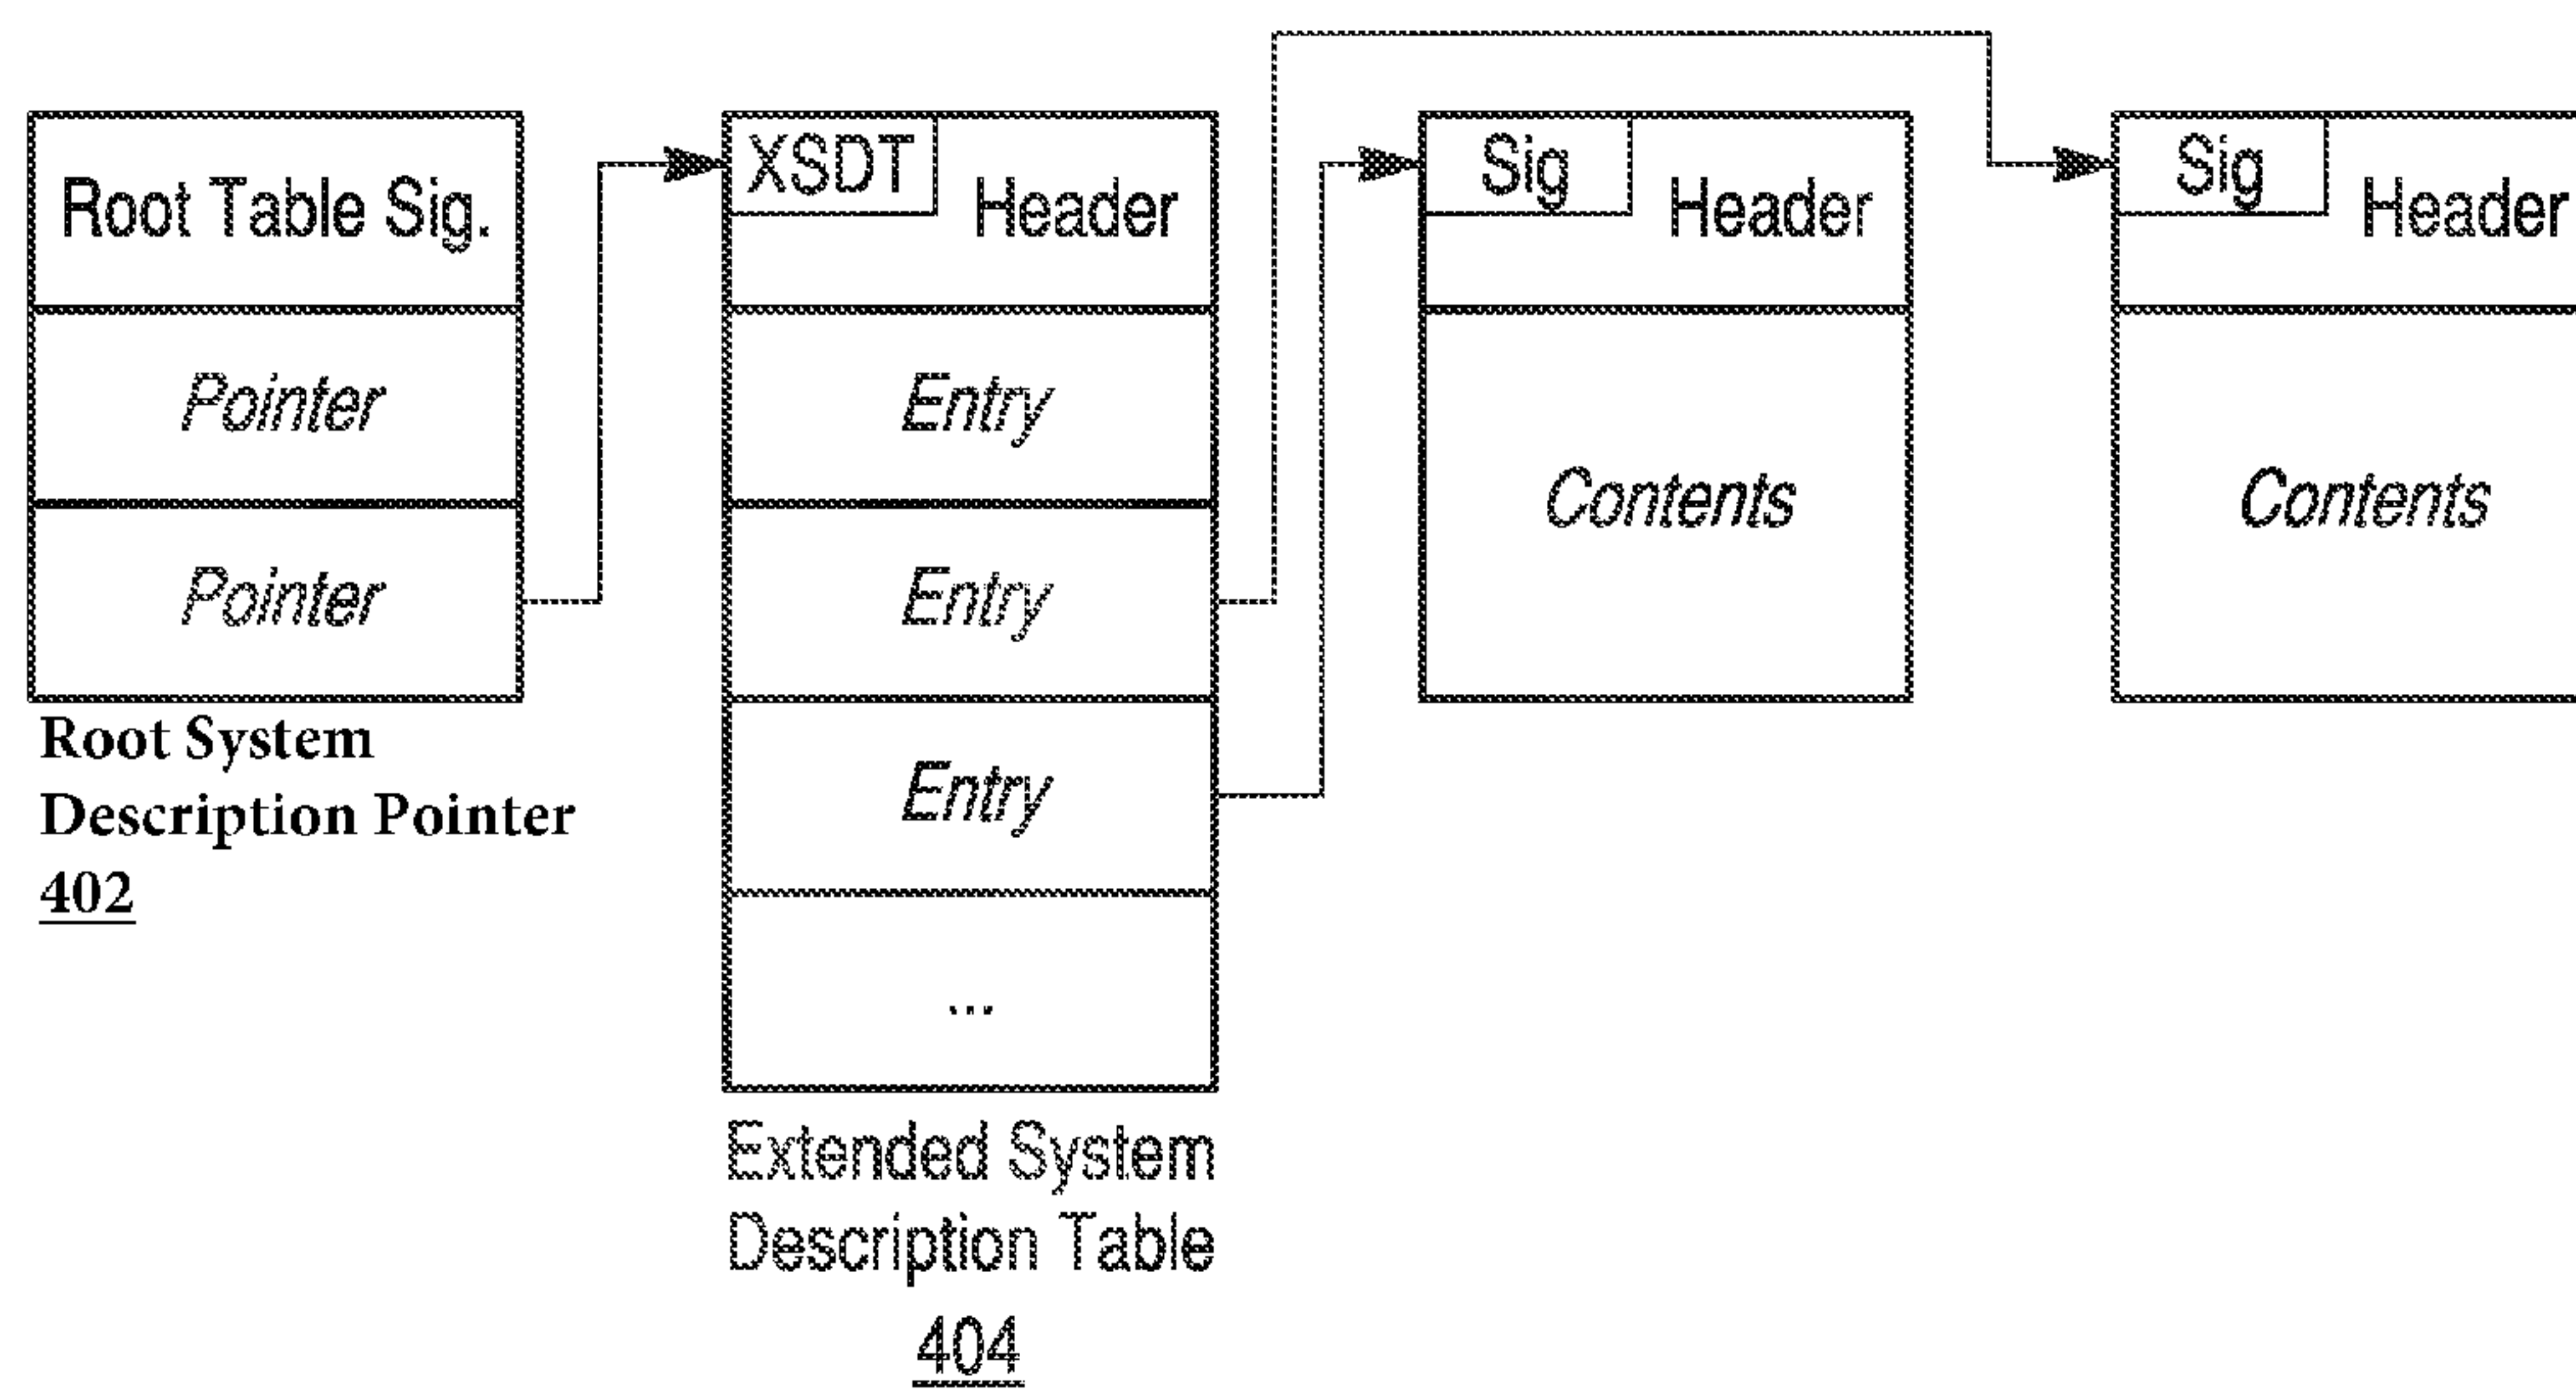 Root Table Sig.
Pointer
Pointer
Root System
Description Pointer
402
XSDT
Header
Entry
Entry
Entry
...
Extended System
Description Table
404
Sig
Header
Contents
Sig
Header
Contents